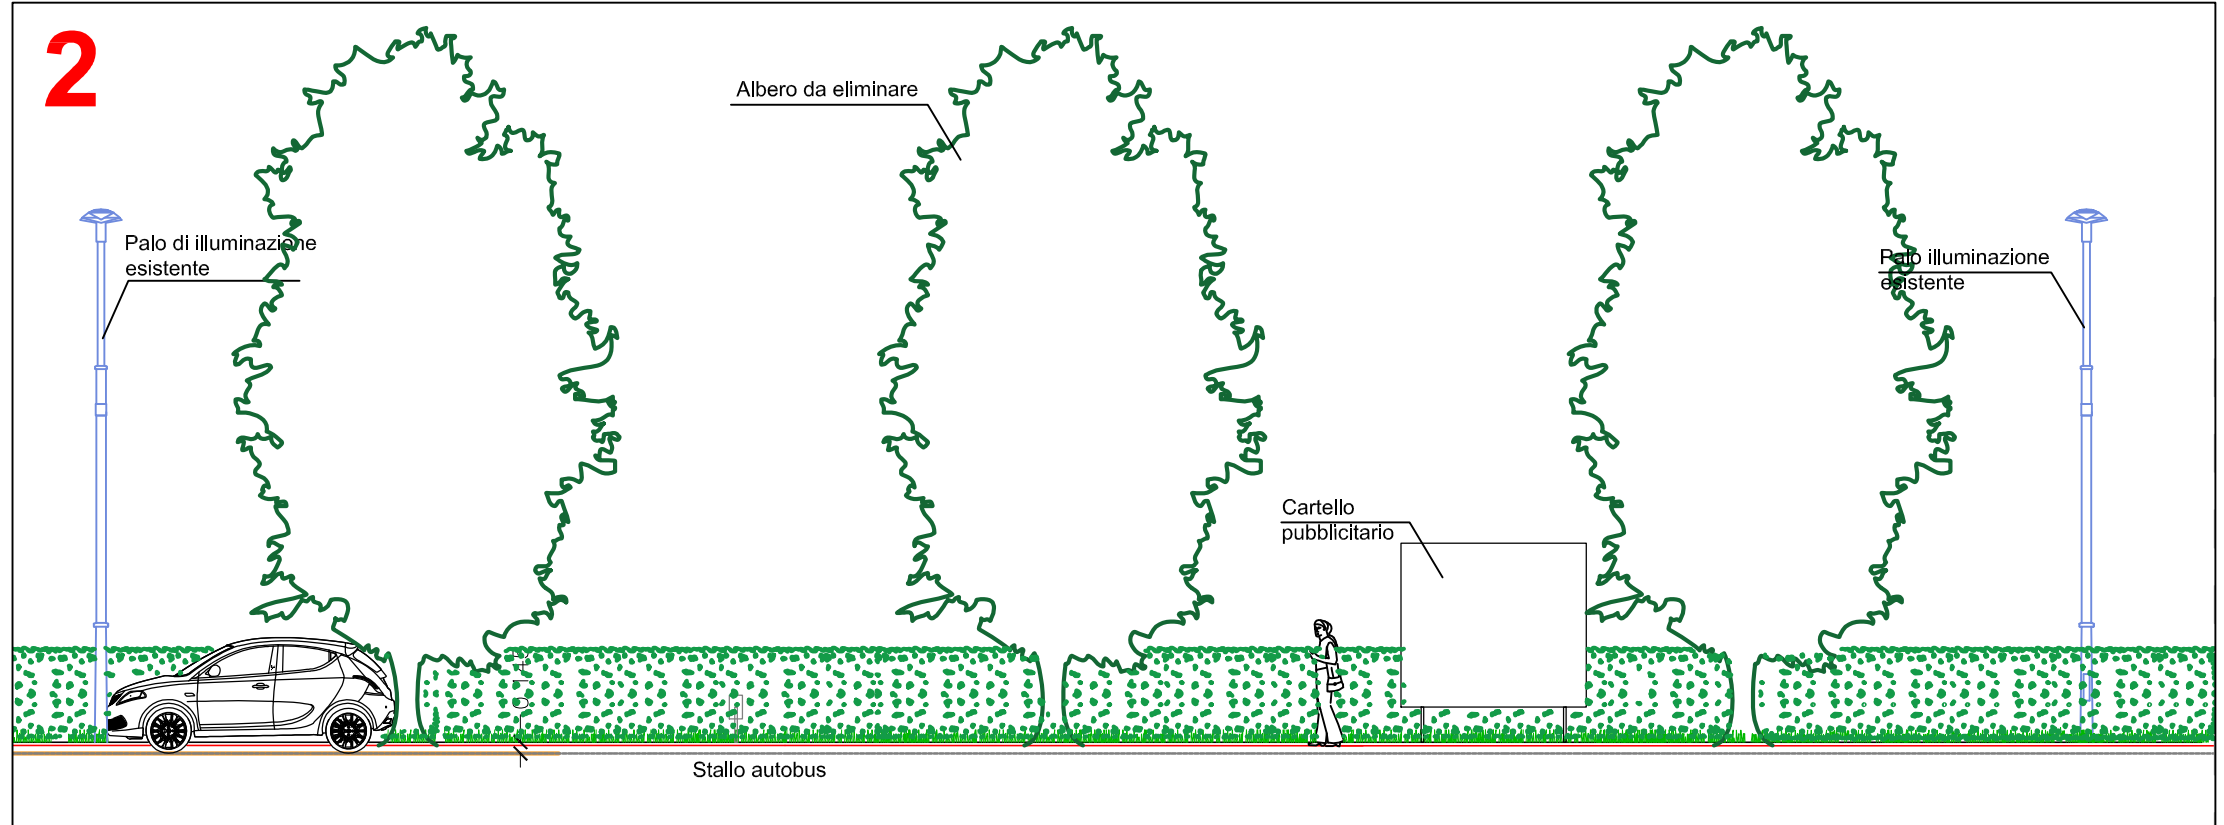 2
Albero da eliminare
Palo di illuminazione
esistente
Palo illuminazione
esistente
Cartello
pubblicitario
Stallo autobus